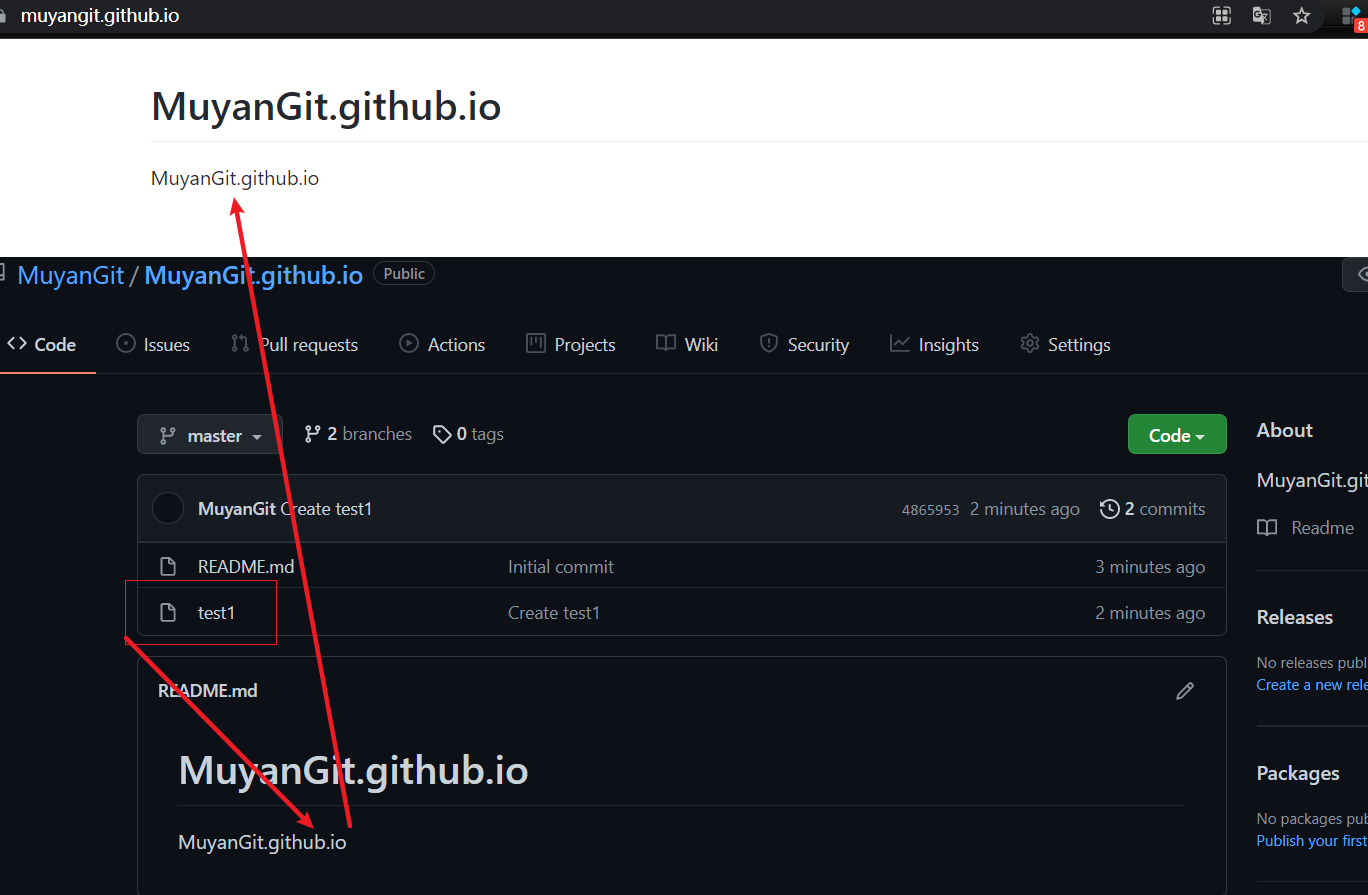 muyangit.github.io
8
MuyanGit.github.io
MuyanGit.github.io
MuyanGit / MuyanGit.github.io Public
Code Issues Pull requests Actions Projects Wiki Security Insights Settings
master 2 branches 0 tags Code
About
MuyanGit Create test1 4865953 2 minutes ago 2 commits
MuyanGit.git
README.md Initial commit 3 minutes ago
Readme
test1 Create test1 2 minutes ago
Releases
No releases publ
Create a new rele
README.md
MuyanGit.github.io
Packages
No packages pub
Publish your first
MuyanGit.github.io